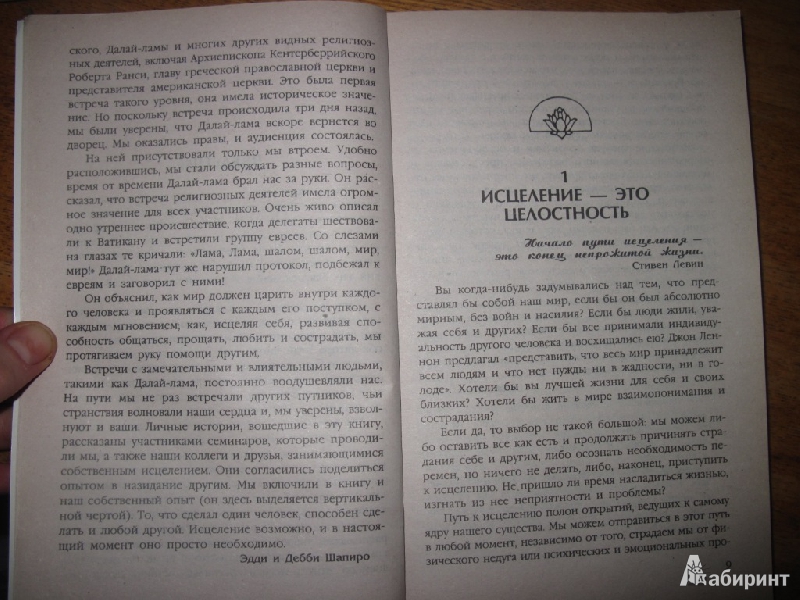 ского, Далай-ламы и многих других видных религиоз-
ных деятелей, включая Архиепископа Кентерберрийского
Роберта Ранси, главу греческой православной церкви и
представителя американской церкви. Это была первая
встреча такого уровня, она имела историческое значе-
ние. Но поскольку встреча происходила три дня назад,
мы были уверены, что Далай-лама вскоре вернется во
дворец. Мы оказались правы, и аудиенция состоялась.
На ней присутствовали только мы втроем. Удобно
расположившись, мы стали обсуждать разные вопросы,
время от времени Далай-лама брал нас за руки. Он рас-
сказал, что встреча религиозных деятелей имела огром-
ное значение для всех участников. Очень живо описал
одно утреннее происшествие, когда делегаты шествова-
ли к Ватикану и встретили группу евреев. Со слезами
на глазах те кричали: «Лама, Лама, шалом, шалом, мир,
мир!» Далай-лама тут же нарушил протокол, подбежал к
евреям и заговорил с ними!
Он объяснил, как мир должен царить внутри каждо-
го человека и проявляться с каждым его поступком, с
каждым мгновением; как, исцеляя себя, развивая спо-
собность общаться, прощать, любить и сострадать, мы
протягиваем руку помощи другим.
Встречи с замечательными и влиятельными людьми,
такими как Далай-лама, постоянно воодушевляли нас.
На пути мы не раз встречали других путников, чьи
странствия волновали наши сердца и, мы уверены, взвол-
нуют и ваши. Личные истории, вошедшие в эту книгу,
рассказаны участниками семинаров, которые проводи-
ли мы, а также наши коллеги и друзья, занимающимися
собственным исцелением. Они согласились поделиться
опытом в назидание другим. Мы включили в книгу и
наш собственный опыт (он здесь выделяется вертикаль-
ной чертой). То, что сделал один человек, способен сде-
лать и любой другой. Исцеление возможно, и в настоя-
щий момент оно просто необходимо.
Эдди и Дебби Шапиро
1
ИСЦЕЛЕНИЕ — ЭТО
ЦЕЛОСТНОСТЬ
Начало пути исцеления —
это конец непрожитой жизни.
Стивен Левин
Вы когда-нибудь задумывались над тем, что пред-
ставлял бы собой наш мир, если бы он был абсолютно
мирным, без войн и насилия? Если бы люди жили, ува-
жая себя и других? Если бы все принимали индивиду-
альность другого человека и восхищались ею? Джон Лен-
нон предлагал «представить, что весь мир принадлежит
всем людям и что нет нужды ни в жадности, ни в го-
лоде». Хотели бы вы лучшей жизни для себя и своих
близких? Хотели бы жить в мире взаимопонимания и
сострадания?
Если да, то выбор не такой большой: мы можем ли-
бо оставить все как есть и продолжать причинять стра-
дания себе и другим, либо осознать необходимость пе-
ремен, но ничего не делать, либо, наконец, приступить
к исцелению. Не пришло ли время насладиться жизнью,
изгнать из нее неприятности и проблемы?
Путь к исцелению полон открытий, ведущих к самому
ядру нашего существа. Мы можем отправиться в этот путь
в любой момент, независимо от того, страдаем мы от фи-
зического недуга или психических и эмоциональных про-
9
Лабиринт